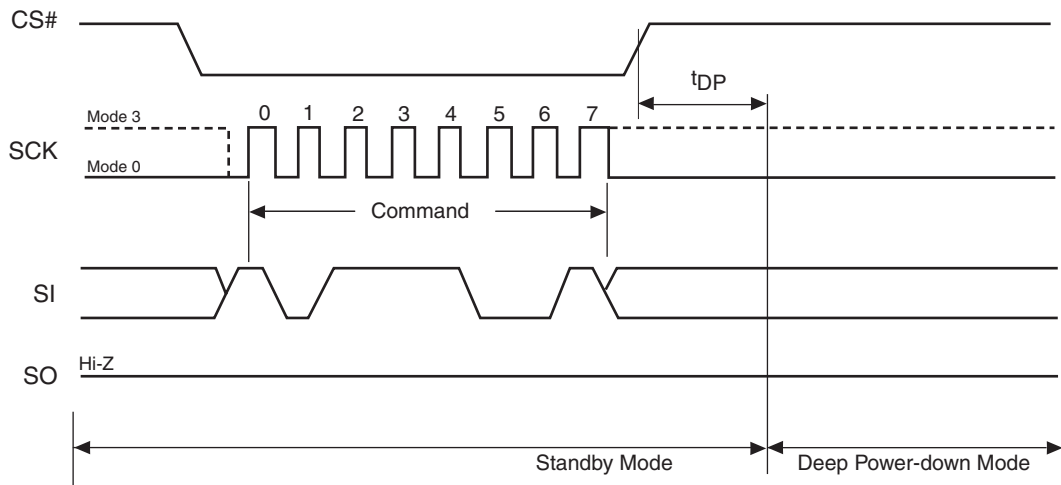 CS#
tDP
Mode 3
0 1 2 3 4 5 6 7
SCK
Mode 0
Command
SI
Hi-Z
SO
Standby Mode
Deep Power-down Mode